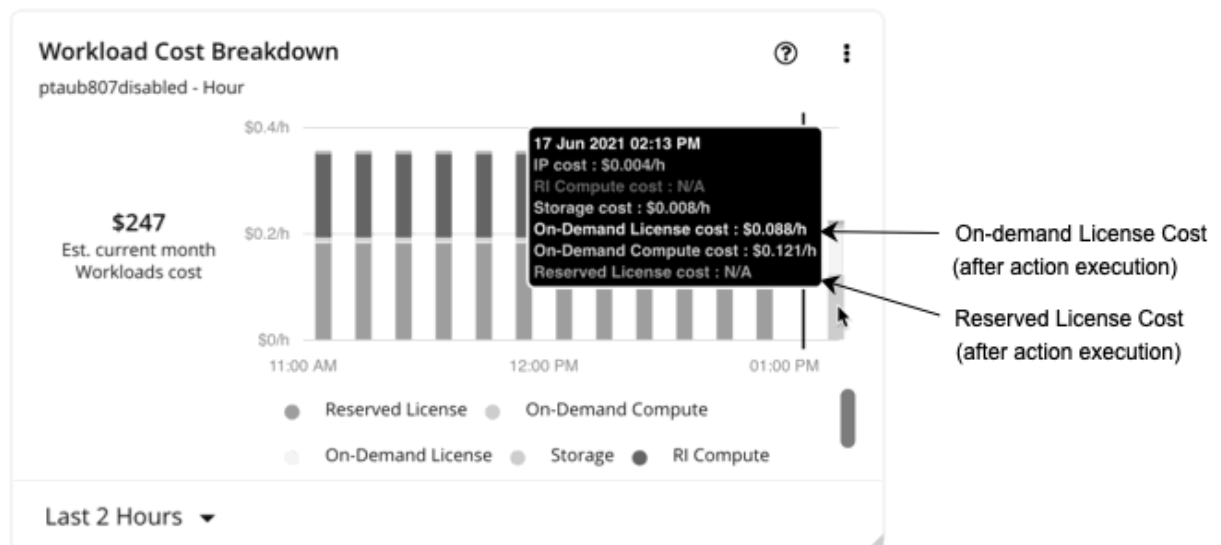 Workload Cost Breakdown
ptaub807disabled - Hour
$0.4/h
17 Jun 2021 02:13 PM
IP cost : $0.004/h
RI Compute cost : N/A
Storage cost : $0.008/h
On-Demand License cost : $0.088/h
On-Demand Compute cost : $0.121/h
Reserved License cost : N/A
$247
Est. current month
Workloads cost
$0.2/h
On-demand License Cost
(after action execution)
Reserved License Cost
(after action execution)
$0/h
11:00 AM 12:00 PM 01:00 PM
Reserved License On-Demand Compute
On-Demand License Storage RI Compute
Last 2 Hours